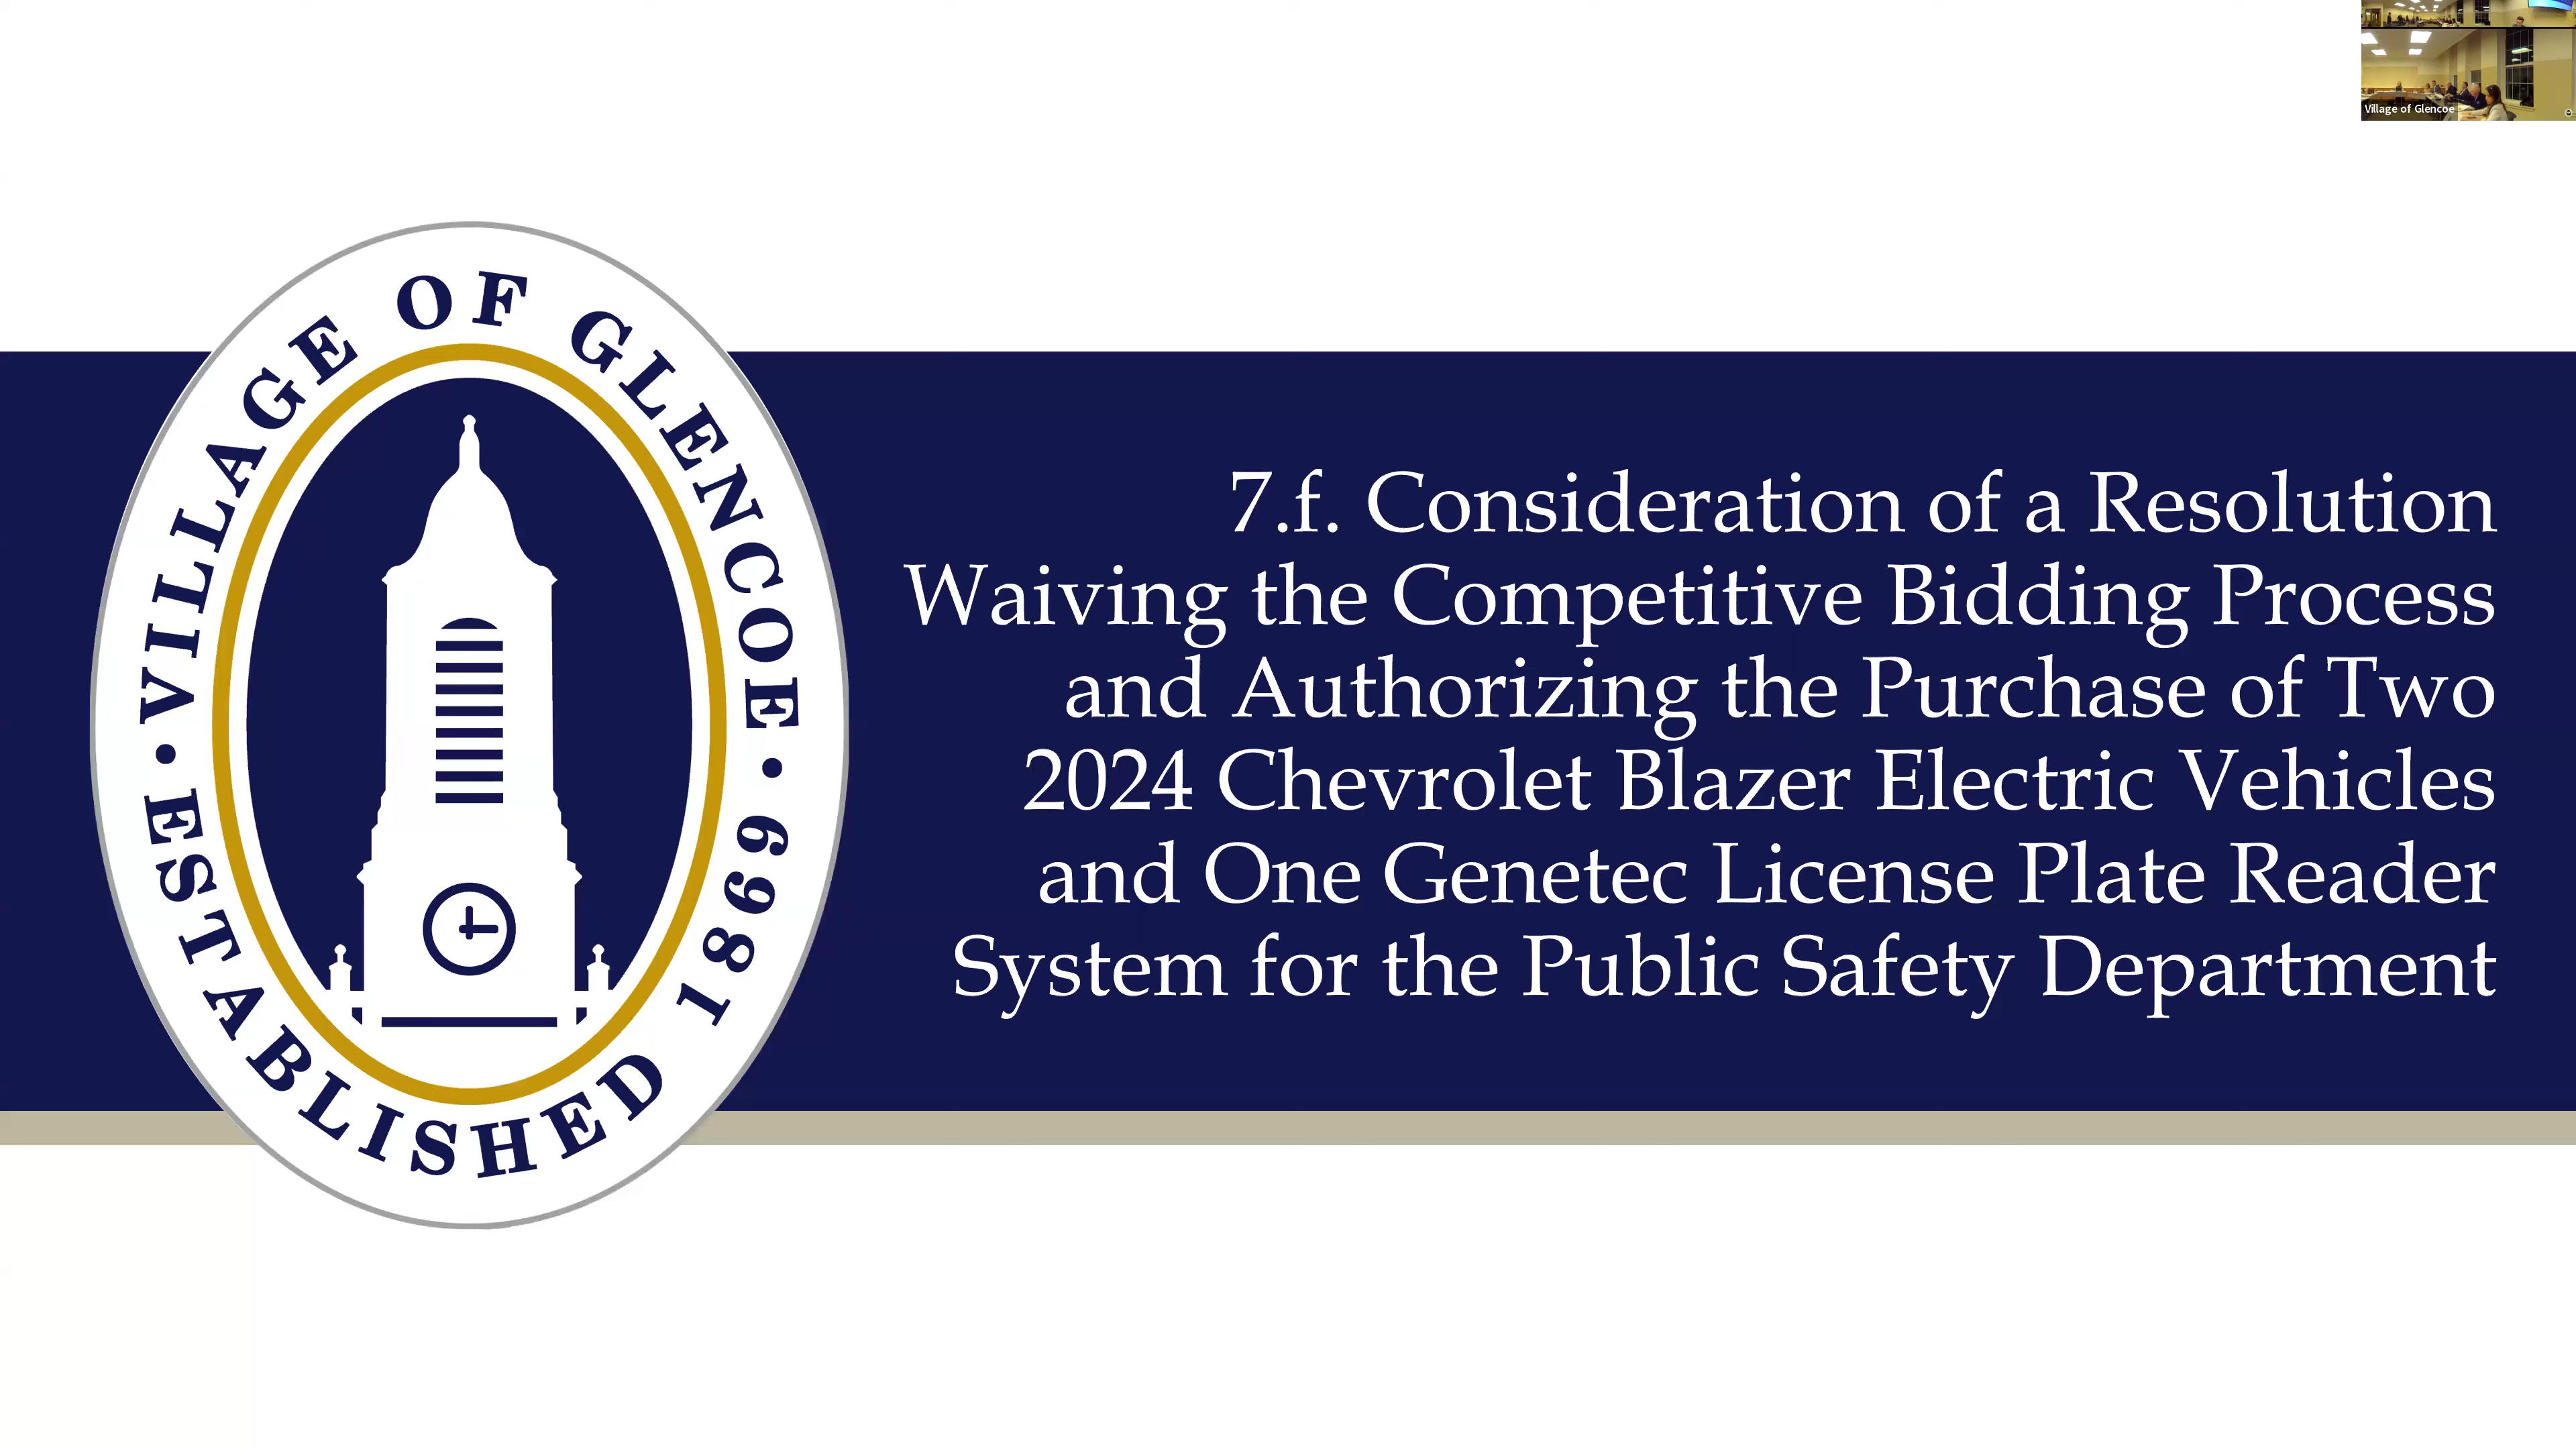 Village of Glencoe
VILLAGE OF GLENCOE
ESTABLISHED 1869
7.f. Consideration of a Resolution
Waiving the Competitive Bidding Process
and Authorizing the Purchase of Two
2024 Chevrolet Blazer Electric Vehicles
and One Genetec License Plate Reader
System for the Public Safety Department